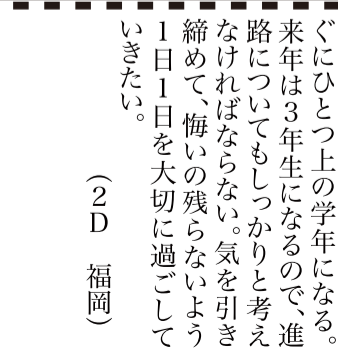 ぐにひとつ上の学年になる。
来年は３年生になるので、進
路についてもしっかりと考え
なければならない。気を引き
締めて、悔いの残らないよう
１日１日を大切に過ごして
いきたい。
（２Ｄ　福岡）